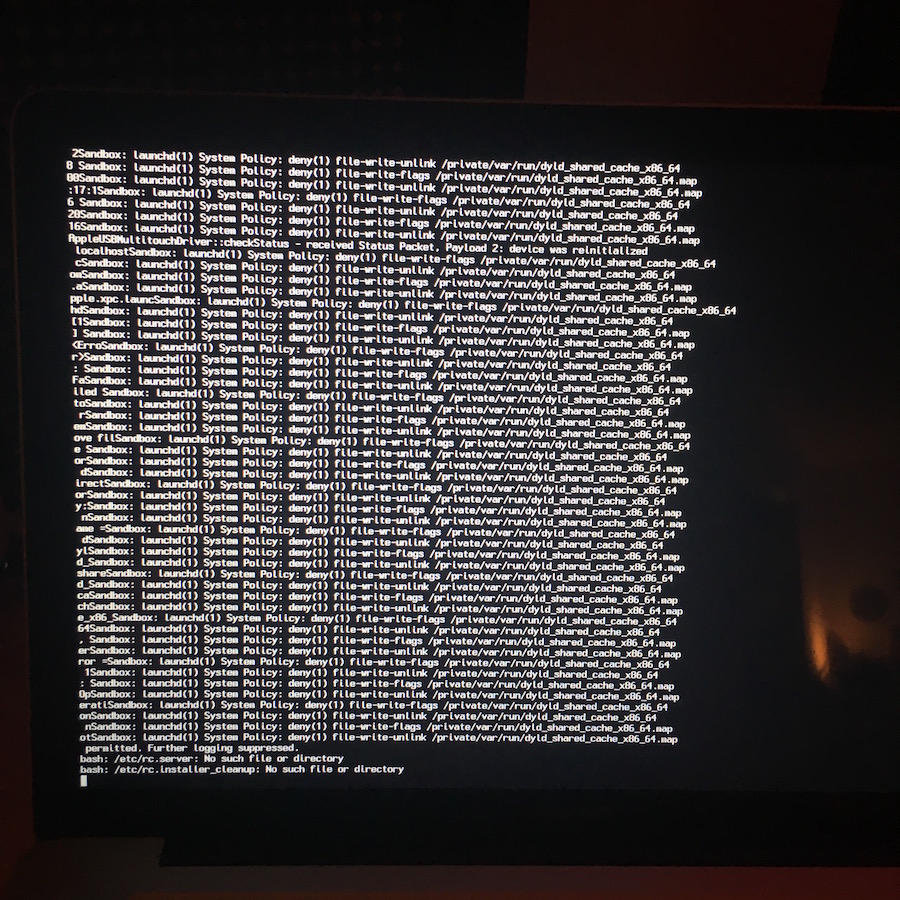 2Sandbox: launchd(1) System Policy: deny(1) file-write-unlink /private/var/run/dyld_shared_cache_x86_64
8 Sandbox: launchd(1) System Policy: deny(1) file-write-flags /private/var/run/dyld_shared_cache_x86_64.map
08Sandbox: launchd(1) System Policy: deny(1) file-write-unlink /private/var/run/dyld_shared_cache_x86_64.map
:17:1Sandbox: launchd(1) System Policy: deny(1) file-write-flags /private/var/run/dyld_shared_cache_x86_64
6 Sandbox: launchd(1) System Policy: deny(1) file-write-unlink /private/var/run/dyld_shared_cache_x86_64
20Sandbox: launchd(1) System Policy: deny(1) file-write-flags /private/var/run/dyld_shared_cache_x86_64.map
16Sandbox: launchd(1) System Policy: deny(1) file-write-unlink /private/var/run/dyld_shared_cache_x86_64.map
AppleUSBMultitouchDriver::checkStatus - received Status Packet, Payload 2: device was reinitialized
localhostSandbox: launchd(1) System Policy: deny(1) file-write-flags /private/var/run/dyld_shared_cache_x86_64
cSandbox: launchd(1) System Policy: deny(1) file-write-unlink /private/var/run/dyld_shared_cache_x86_64
omSandbox: launchd(1) System Policy: deny(1) file-write-flags /private/var/run/dyld_shared_cache_x86_64.map
.aSandbox: launchd(1) System Policy: deny(1) file-write-unlink /private/var/run/dyld_shared_cache_x86_64.map
pple.xpc.launcSandbox: launchd(1) System Policy: deny(1) file-write-flags /private/var/run/dyld_shared_cache_x86_64
hdSandbox: launchd(1) System Policy: deny(1) file-write-unlink /private/var/run/dyld_shared_cache_x86_64
[1Sandbox: launchd(1) System Policy: deny(1) file-write-flags /private/var/run/dyld_shared_cache_x86_64.map
] Sandbox: launchd(1) System Policy: deny(1) file-write-unlink /private/var/run/dyld_shared_cache_x86_64.map
<ErroSandbox: launchd(1) System Policy: deny(1) file-write-flags /private/var/run/dyld_shared_cache_x86_64
r>Sandbox: launchd(1) System Policy: deny(1) file-write-unlink /private/var/run/dyld_shared_cache_x86_64
: Sandbox: launchd(1) System Policy: deny(1) file-write-flags /private/var/run/dyld_shared_cache_x86_64.map
FaSandbox: launchd(1) System Policy: deny(1) file-write-unlink /private/var/run/dyld_shared_cache_x86_64.map
iled Sandbox: launchd(1) System Policy: deny(1) file-write-flags /private/var/run/dyld_shared_cache_x86_64
toSandbox: launchd(1) System Policy: deny(1) file-write-unlink /private/var/run/dyld_shared_cache_x86_64
rSandbox: launchd(1) System Policy: deny(1) file-write-flags /private/var/run/dyld_shared_cache_x86_64.map
emSandbox: launchd(1) System Policy: deny(1) file-write-unlink /private/var/run/dyld_shared_cache_x86_64.map
ove filSandbox: launchd(1) System Policy: deny(1) file-write-flags /private/var/run/dyld_shared_cache_x86_64
e Sandbox: launchd(1) System Policy: deny(1) file-write-unlink /private/var/run/dyld_shared_cache_x86_64
orSandbox: launchd(1) System Policy: deny(1) file-write-flags /private/var/run/dyld_shared_cache_x86_64.map
dSandbox: launchd(1) System Policy: deny(1) file-write-unlink /private/var/run/dyld_shared_cache_x86_64.map
irectSandbox: launchd(1) System Policy: deny(1) file-write-flags /private/var/run/dyld_shared_cache_x86_64
orSandbox: launchd(1) System Policy: deny(1) file-write-unlink /private/var/run/dyld_shared_cache_x86_64
y:Sandbox: launchd(1) System Policy: deny(1) file-write-flags /private/var/run/dyld_shared_cache_x86_64.map
nSandbox: launchd(1) System Policy: deny(1) file-write-unlink /private/var/run/dyld_shared_cache_x86_64.map
ame =Sandbox: launchd(1) System Policy: deny(1) file-write-flags /private/var/run/dyld_shared_cache_x86_64
dSandbox: launchd(1) System Policy: deny(1) file-write-unlink /private/var/run/dyld_shared_cache_x86_64
ylSandbox: launchd(1) System Policy: deny(1) file-write-flags /private/var/run/dyld_shared_cache_x86_64.map
d_Sandbox: launchd(1) System Policy: deny(1) file-write-unlink /private/var/run/dyld_shared_cache_x86_64.map
shareSandbox: launchd(1) System Policy: deny(1) file-write-flags /private/var/run/dyld_shared_cache_x86_64
d_Sandbox: launchd(1) System Policy: deny(1) file-write-unlink /private/var/run/dyld_shared_cache_x86_64
caSandbox: launchd(1) System Policy: deny(1) file-write-flags /private/var/run/dyld_shared_cache_x86_64.map
chSandbox: launchd(1) System Policy: deny(1) file-write-unlink /private/var/run/dyld_shared_cache_x86_64.map
e_x86_Sandbox: launchd(1) System Policy: deny(1) file-write-flags /private/var/run/dyld_shared_cache_x86_64
64Sandbox: launchd(1) System Policy: deny(1) file-write-unlink /private/var/run/dyld_shared_cache_x86_64
, Sandbox: launchd(1) System Policy: deny(1) file-write-flags /private/var/run/dyld_shared_cache_x86_64.map
erSandbox: launchd(1) System Policy: deny(1) file-write-unlink /private/var/run/dyld_shared_cache_x86_64.map
ror =Sandbox: launchd(1) System Policy: deny(1) file-write-flags /private/var/run/dyld_shared_cache_x86_64
1Sandbox: launchd(1) System Policy: deny(1) file-write-unlink /private/var/run/dyld_shared_cache_x86_64
: Sandbox: launchd(1) System Policy: deny(1) file-write-flags /private/var/run/dyld_shared_cache_x86_64.map
OpSandbox: launchd(1) System Policy: deny(1) file-write-unlink /private/var/run/dyld_shared_cache_x86_64.map
eratiSandbox: launchd(1) System Policy: deny(1) file-write-flags /private/var/run/dyld_shared_cache_x86_64
onSandbox: launchd(1) System Policy: deny(1) file-write-unlink /private/var/run/dyld_shared_cache_x86_64
nSandbox: launchd(1) System Policy: deny(1) file-write-flags /private/var/run/dyld_shared_cache_x86_64.map
otSandbox: launchd(1) System Policy: deny(1) file-write-unlink /private/var/run/dyld_shared_cache_x86_64.map
permitted. Further logging suppressed.
bash: /etc/rc.server: No such file or directory
bash: /etc/rc.installer_cleanup: No such file or directory